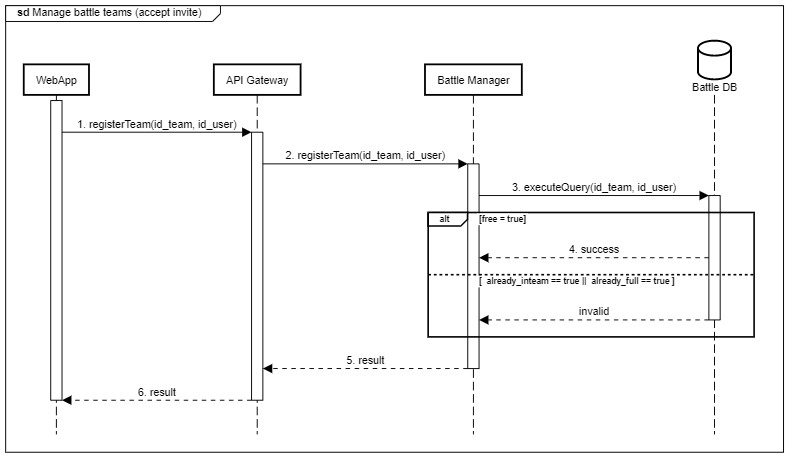 sd Manage battle teams (accept invite)
WebApp
API Gateway
Battle Manager
Battle DB
1. registerTeam(id_team, id_user)
2. registerTeam(id_team, id_user)
3. executeQuery(id_team, id_user)
alt
[free = true]
4. success
[ already_inteam == true || already_full == true ]
invalid
5. result
6. result